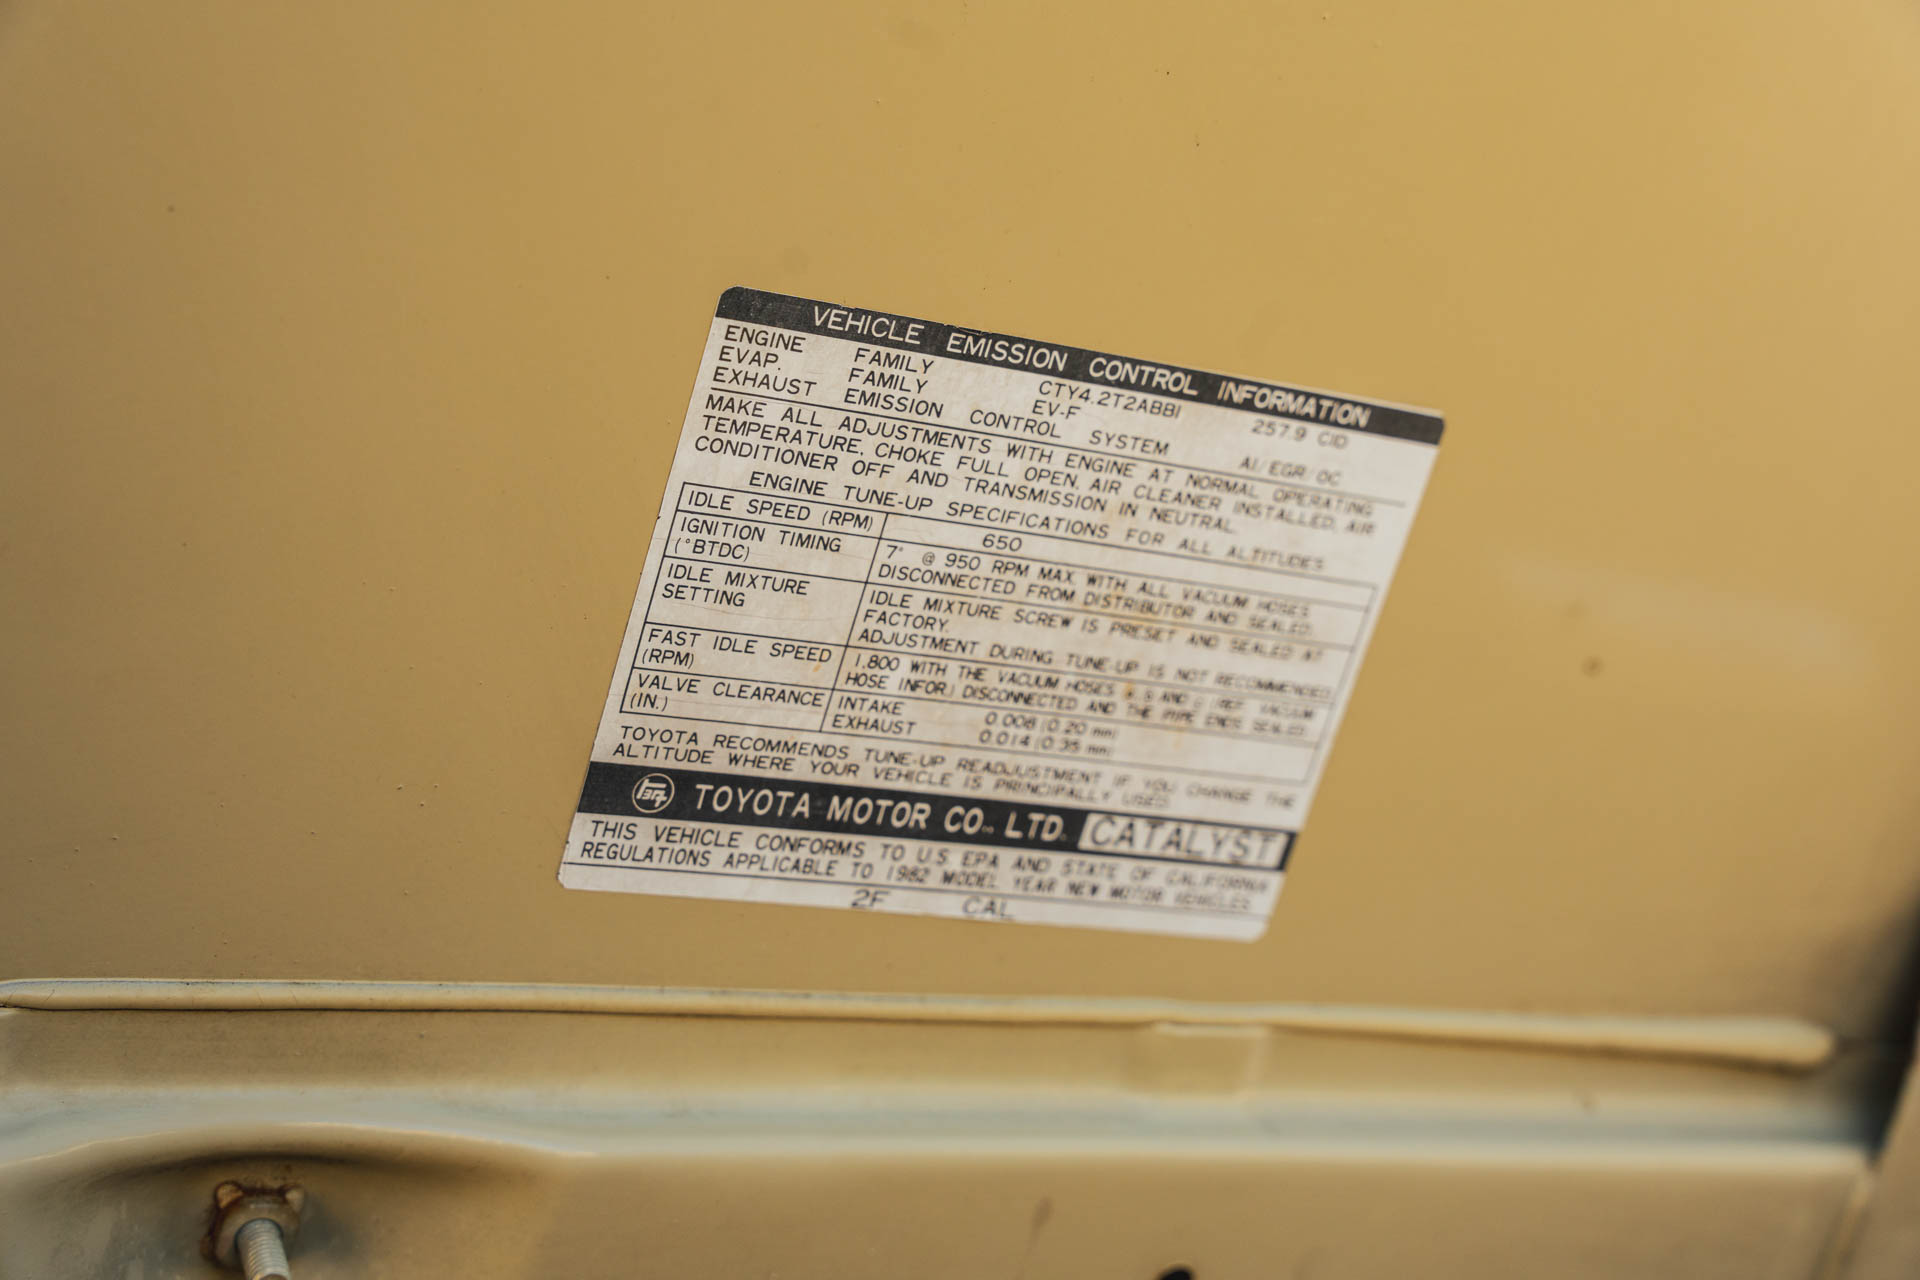 VEHICLE EMISSION CONTROL INFORMATION
ENGINE FAMILY CTY4.2T2ABB1 257.9 CID
EVAP. FAMILY EV-F
EXHAUST EMISSION CONTROL SYSTEM AI/EGR/OC
MAKE ALL ADJUSTMENTS WITH ENGINE AT NORMAL OPERATING
TEMPERATURE, CHOKE FULL OPEN, AIR CLEANER INSTALLED, AIR
CONDITIONER OFF AND TRANSMISSION IN NEUTRAL.
ENGINE TUNE-UP SPECIFICATIONS FOR ALL ALTITUDES
IDLE SPEED (RPM) 650
IGNITION TIMING
(°BTDC)
7° @ 950 RPM MAX. WITH ALL VACUUM HOSES
DISCONNECTED FROM DISTRIBUTOR AND SEALED.
IDLE MIXTURE
SETTING
IDLE MIXTURE SCREW IS PRESET AND SEALED AT
FACTORY.
ADJUSTMENT DURING TUNE-UP IS NOT RECOMMENDED.
FAST IDLE SPEED
(RPM)
1,800 WITH THE VACUUM HOSES AND VACUUM
HOSE INFOR.) DISCONNECTED AND THE PIPE ENDS SEALED.
VALVE CLEARANCE
(IN.)
INTAKE 0.008 (0.20 mm)
EXHAUST 0.014 (0.35 mm)
TOYOTA RECOMMENDS TUNE-UP READJUSTMENT IF YOU CHANGE THE
ALTITUDE WHERE YOUR VEHICLE IS PRINCIPALLY USED.
TOYOTA MOTOR CO., LTD. CATALYST
THIS VEHICLE CONFORMS TO U.S. EPA AND STATE OF CALIFORNIA
REGULATIONS APPLICABLE TO 1982 MODEL YEAR NEW MOTOR VEHICLES.
2F CAL